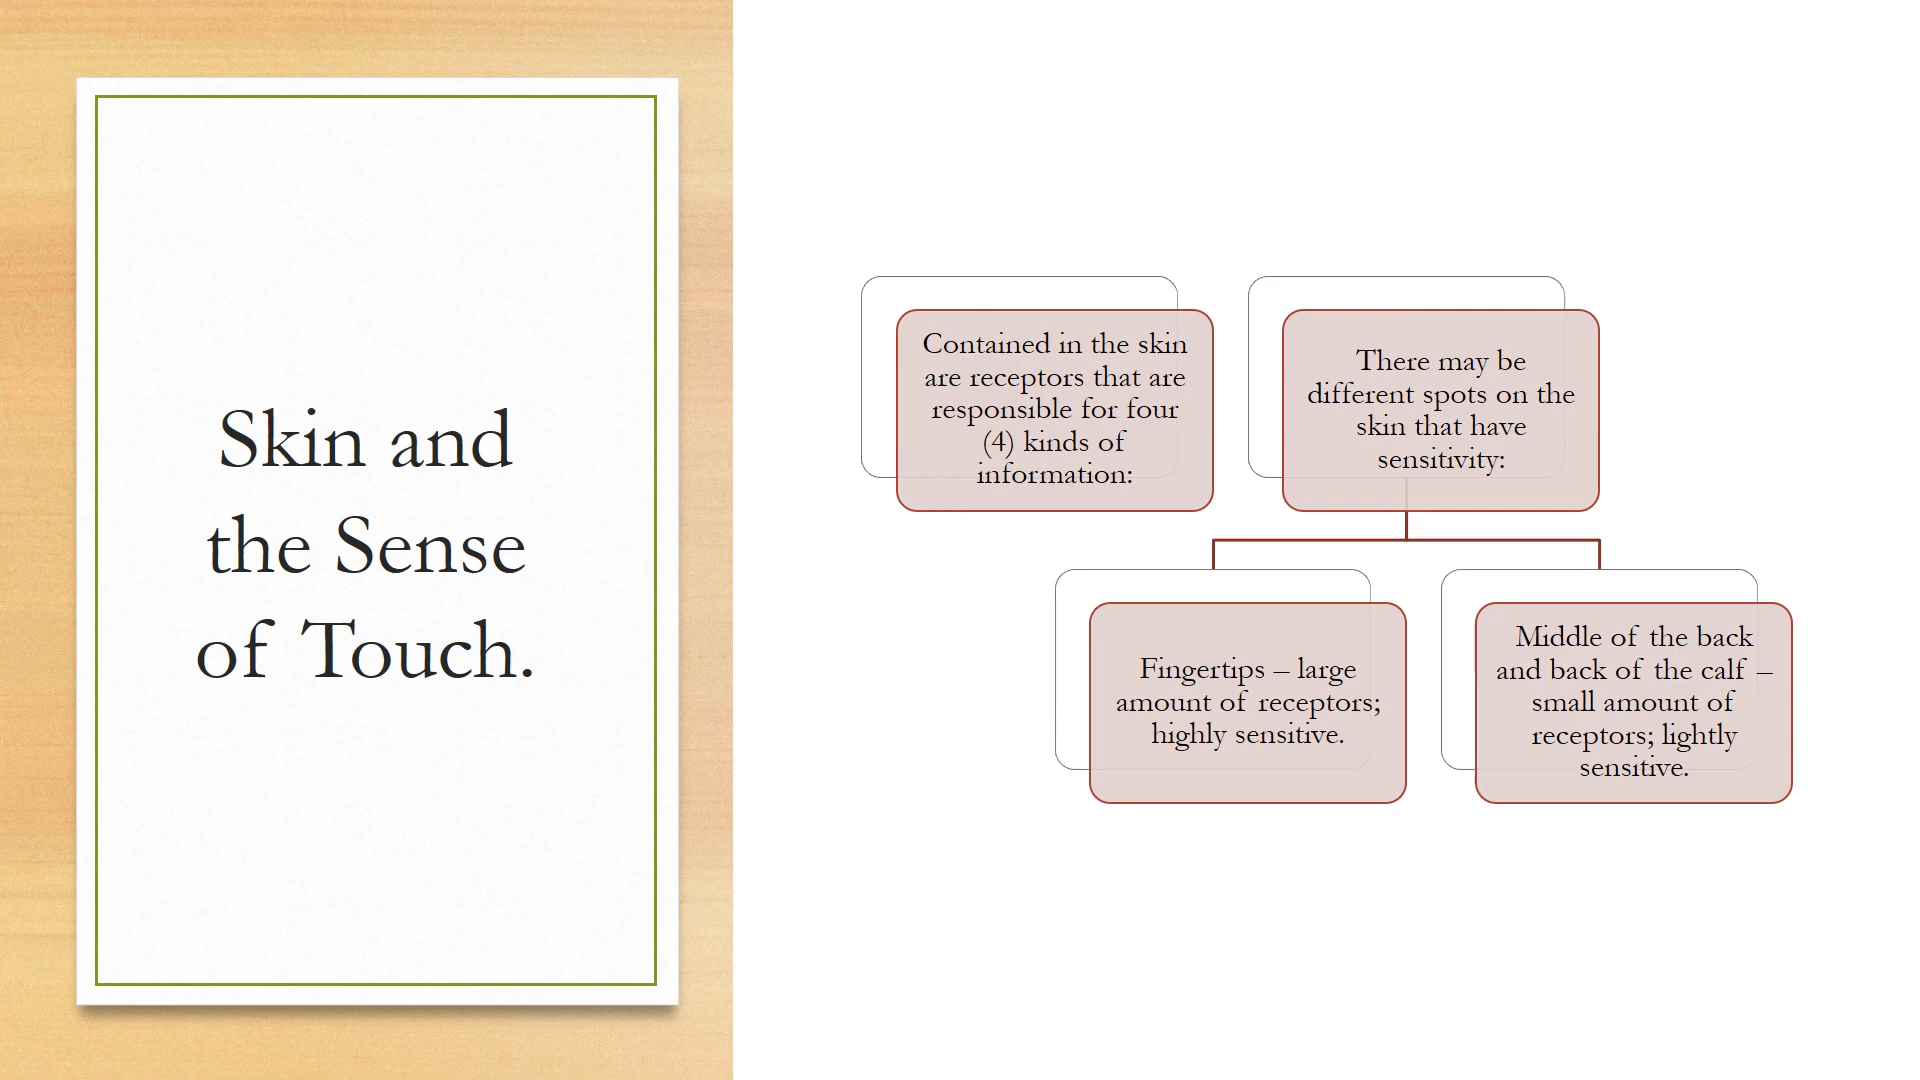 Skin and
the Sense
of Touch.
Contained in the skin
are receptors that are
responsible for four
(4) kinds of
information:
There may be
different spots on the
skin that have
sensitivity:
Fingertips – large
amount of receptors;
highly sensitive.
Middle of the back
and back of the calf –
small amount of
receptors; lightly
sensitive.